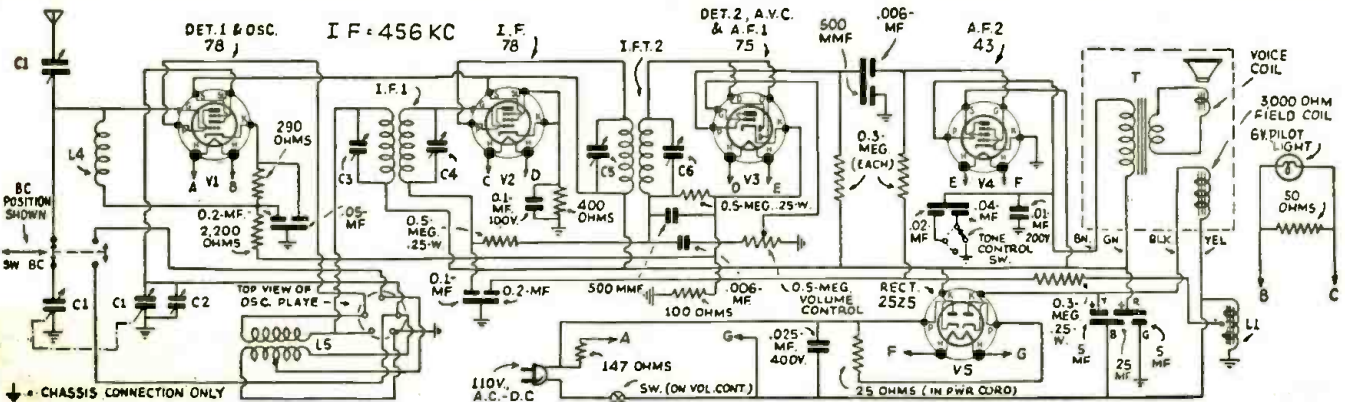 I F = 456 KC
C1
DET. 1 & OSC.
78
I.F.
78
I.F.T.2
DET. 2, A.V.C.
& A.F.1
75
500
MMF
.006-
MF
A.F.2
43
T
VOICE
COIL
3,000 OHM
FIELD COIL
6V. PILOT
LIGHT
I.F.1
L4
290
OHMS
A
V1
B
C3
C4
C
V2
D
C5
C6
D
V3
E
0.3-
MEG.
(EACH)
E
V4
F
50
OHMS
BC
POSITION
SHOWN
SW BC
0.2-MF.
2,200
OHMS
.05-
MF
0.5-
MEG.
.25-W.
0.1-
MF
100V.
400
OHMS
0.5-MEG., .25-W.
.02-
MF
.04-
MF
TONE
CONTROL
SW.
.01-
MF
200V.
BN.
GN.
BLK.
YEL
B
C
C1
C1
C2
TOP VIEW OF
OSC. PLATE
L5
0.1-
MF
0.2-MF
500 MMF
.006-
MF
100 OHMS
0.5-MEG.
VOLUME
CONTROL
RECT.
25Z5
0.3-
MEG.
.25-
W.
Y
R
B
G
5
MF
25
MF
5
MF
L1
110V.,
A.C.-D.C
A
147 OHMS
SW. (ON VOL. CONT.)
G
.025-
MF.
400V.
F
V5
G
25 OHMS (IN PWR CORD)
= CHASSIS CONNECTION ONLY